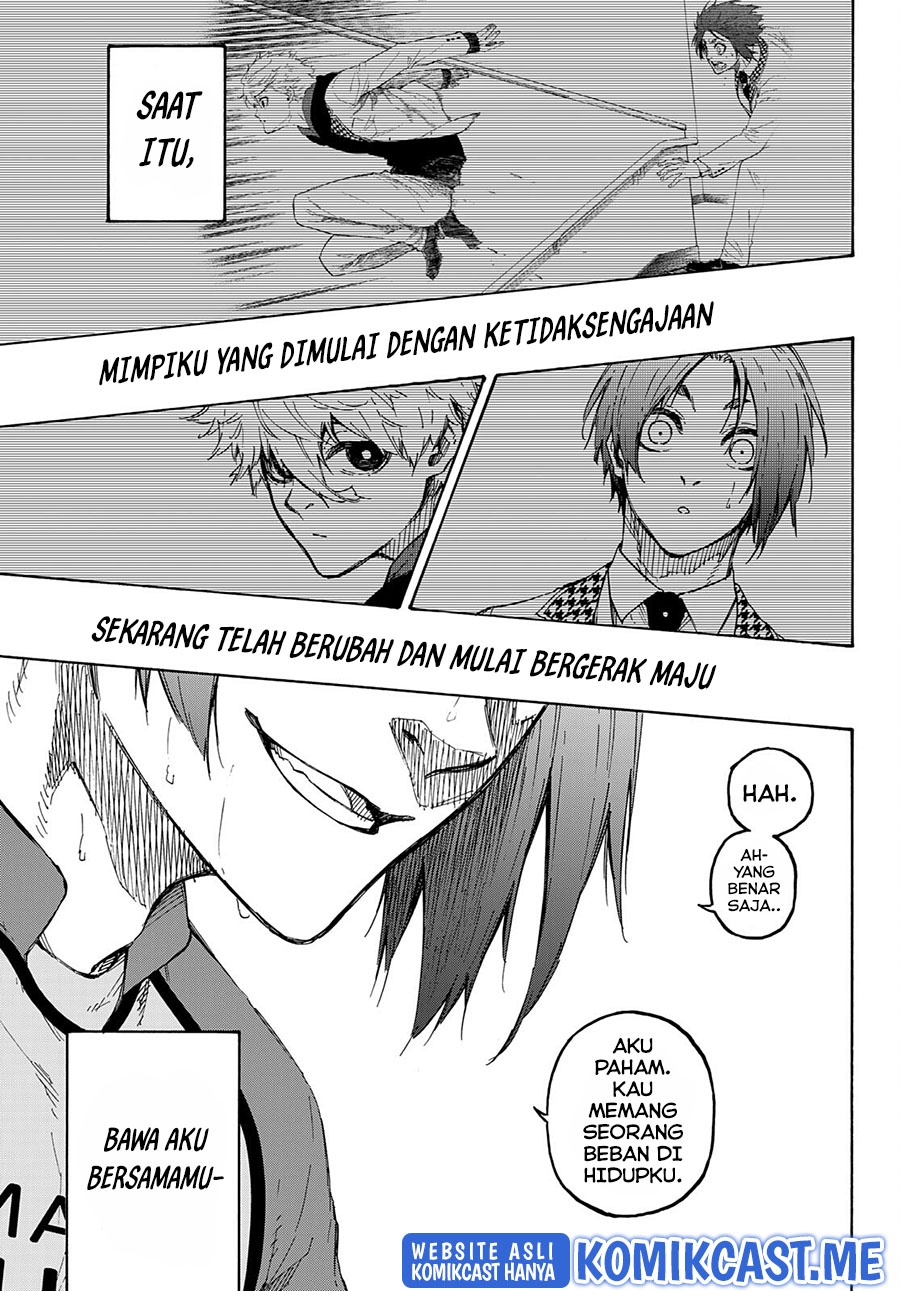 SAAT
ITU,
MIMPIKU YANG DIMULAI DENGAN KETIDAKSENGAJAAN
SEKARANG TELAH BERUBAH DAN MULAI BERGERAK MAJU
HAH.
AH-
YANG
BENAR
SAJA..
AKU
PAHAM.
KAU
MEMANG
SEORANG
BEBAN DI
HIDUPKU.
BAWA AKU
BERSAMAMU-
MA
WEBSITE ASLI
KOMIKCAST HANYA
KOMIKCAST.ME